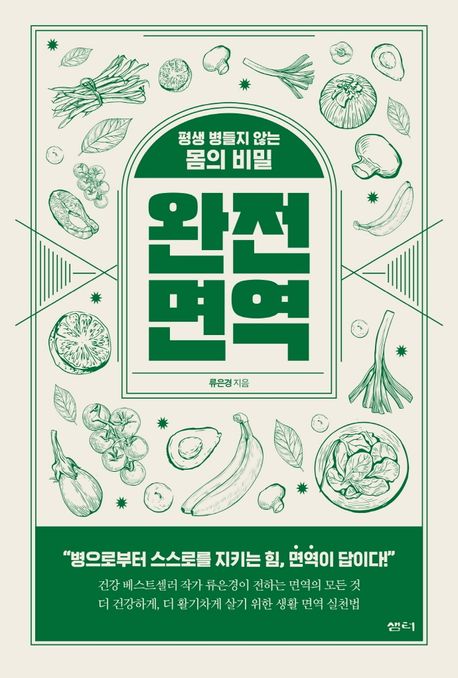 평생 병들지 않는
몸의 비밀
완전
면역
류은경 지음
“병으로부터 스스로를 지키는 힘, 면역이 답이다!”
건강 베스트셀러 작가 류은경이 전하는 면역의 모든 것
더 건강하게, 더 활기차게 살기 위한 생활 면역 실천법
샘터